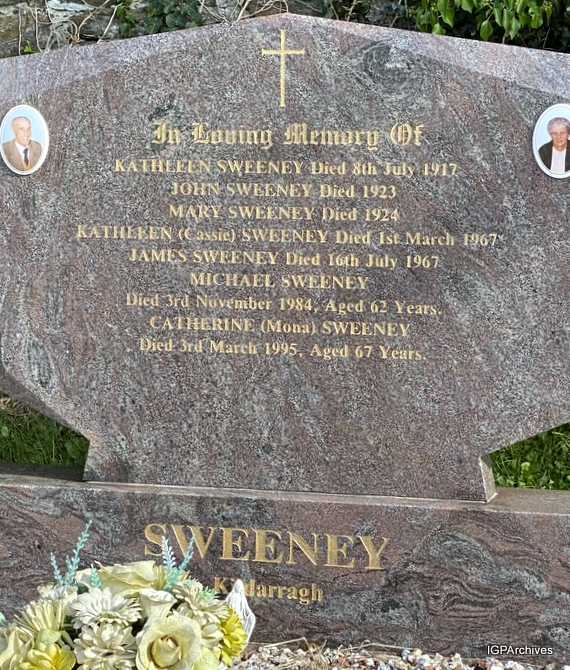 In Loving Memory Of
KATHLEEN SWEENEY Died 8th July 1917
JOHN SWEENEY Died 1923
MARY SWEENEY Died 1924
KATHLEEN (Cassie) SWEENEY Died 1st March 1967
JAMES SWEENEY Died 16th July 1967
MICHAEL SWEENEY
Died 3rd November 1984, Aged 62 Years.
CATHERINE (Mona) SWEENEY
Died 3rd March 1995, Aged 67 Years.
SWEENEY
IGPArchives